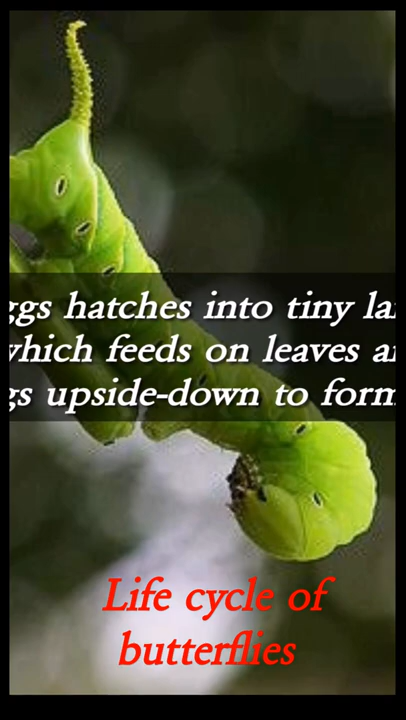 ggs hatches into tiny la
which feeds on leaves a
gs upside-down to form
Life cycle of
butterflies